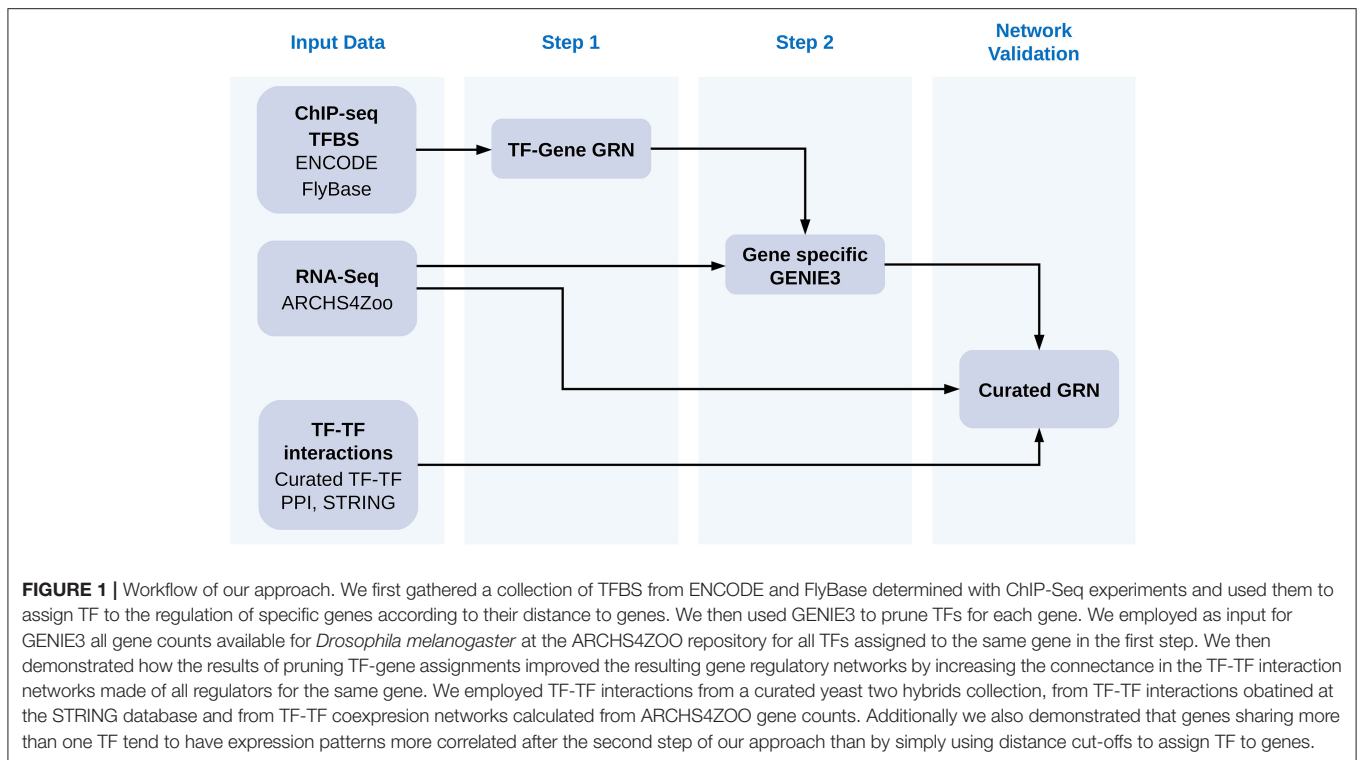 Input Data
Step 1
Step 2
Network
Validation
ChIP-seq
TFBS
ENCODE
FlyBase
TF-Gene GRN
RNA-Seq
ARCHS4Zoo
Gene specific
GENIE3
Curated GRN
TF-TF
interactions
Curated TF-TF
PPI, STRING
FIGURE 1 | Workflow of our approach. We first gathered a collection of TFBS from ENCODE and FlyBase determined with ChIP-Seq experiments and used them to
assign TF to the regulation of specific genes according to their distance to genes. We then used GENIE3 to prune TFs for each gene. We employed as input for
GENIE3 all gene counts available for Drosophila melanogaster at the ARCHS4ZOO repository for all TFs assigned to the same gene in the first step. We then
demonstrated how the results of pruning TF-gene assignments improved the resulting gene regulatory networks by increasing the connectance in the TF-TF interaction
networks made of all regulators for the same gene. We employed TF-TF interactions from a curated yeast two hybrids collection, from TF-TF interactions obatined at
the STRING database and from TF-TF coexpresion networks calculated from ARCHS4ZOO gene counts. Additionally we also demonstrated that genes sharing more
than one TF tend to have expression patterns more correlated after the second step of our approach than by simply using distance cut-offs to assign TF to genes.